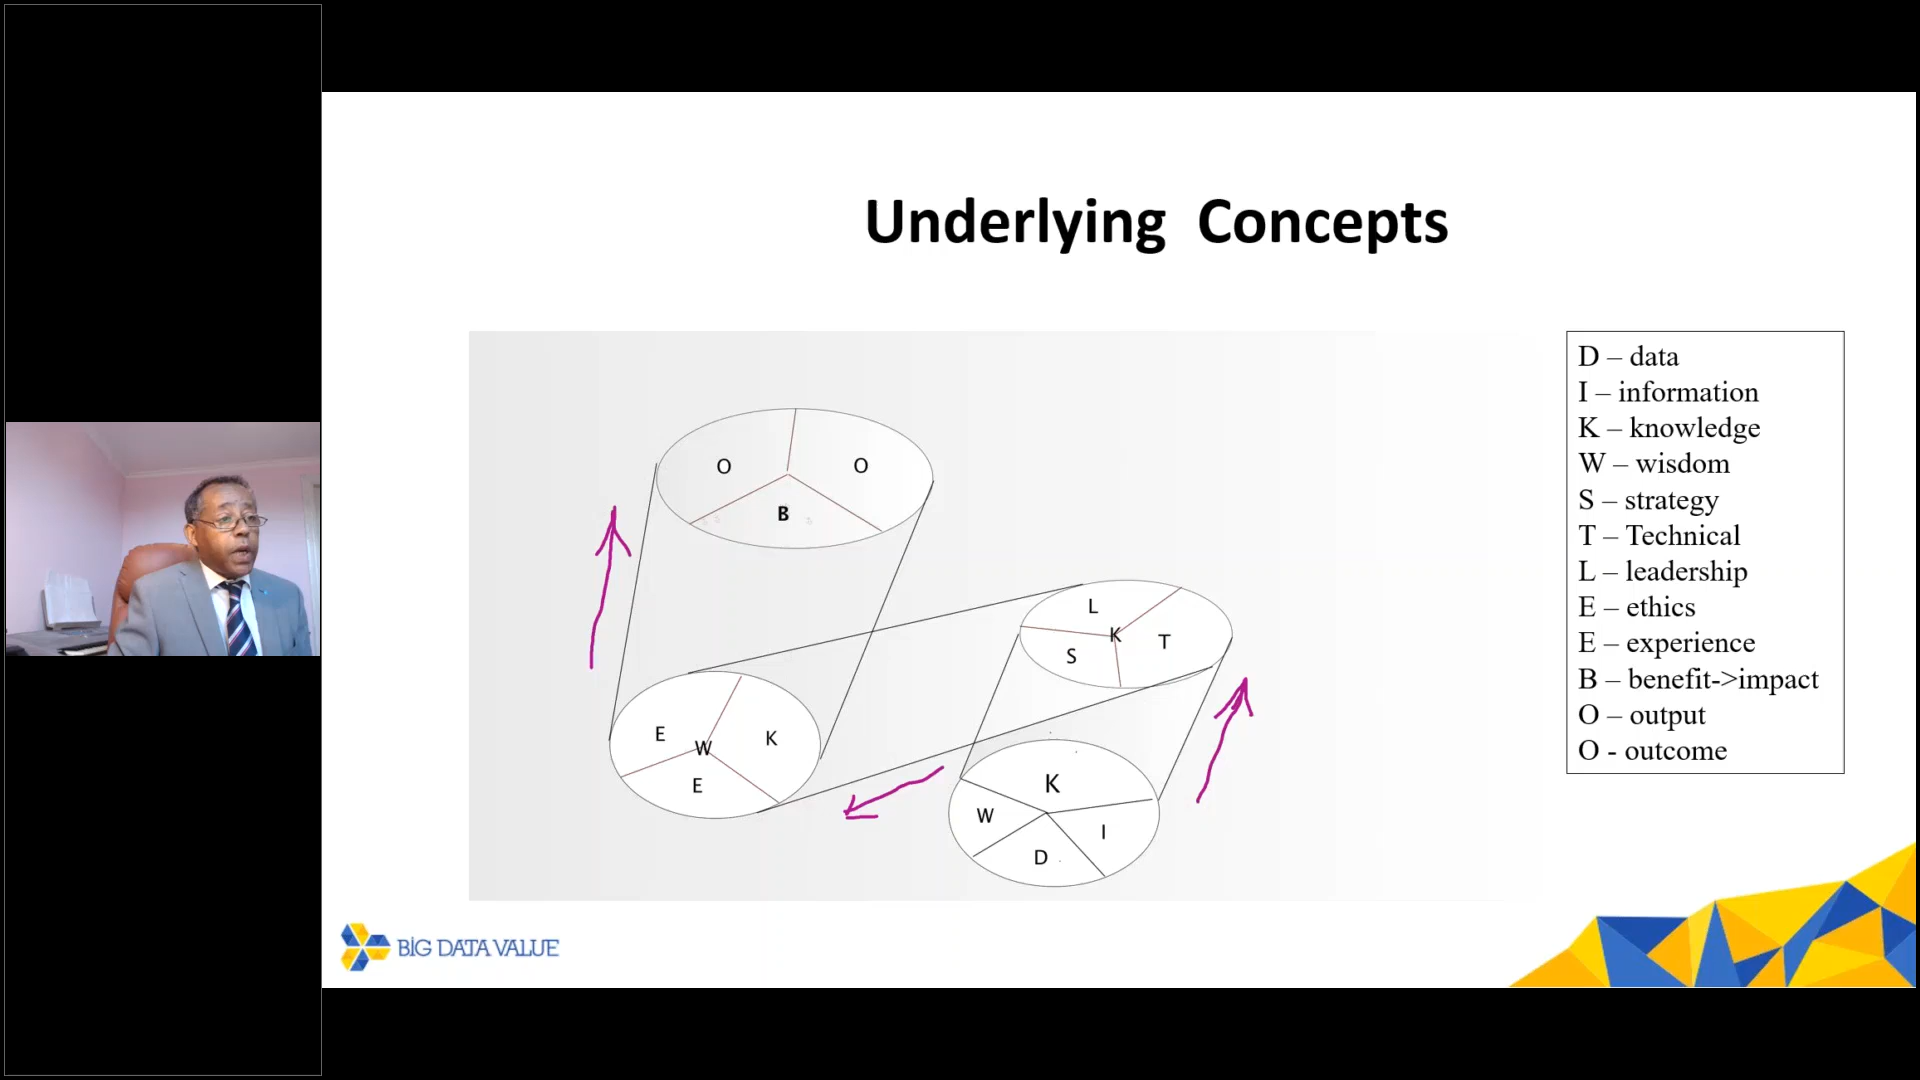 Underlying Concepts
O
O
B
L
K
T
S
E
W
K
E
K
W
I
D
D – data
I – information
K – knowledge
W – wisdom
S – strategy
T – Technical
L – leadership
E – ethics
E – experience
B – benefit->impact
O – output
O - outcome
BIG DATA VALUE